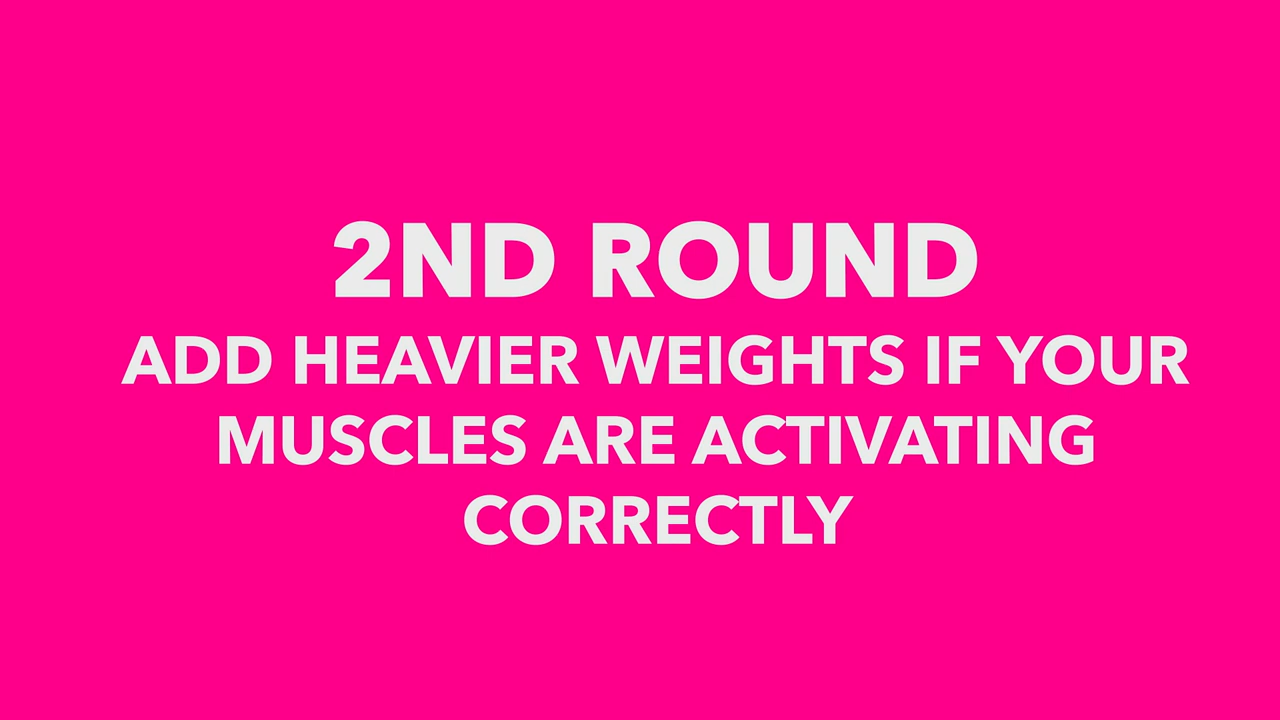 2ND ROUND
ADD HEAVIER WEIGHTS IF YOUR
MUSCLES ARE ACTIVATING
CORRECTLY